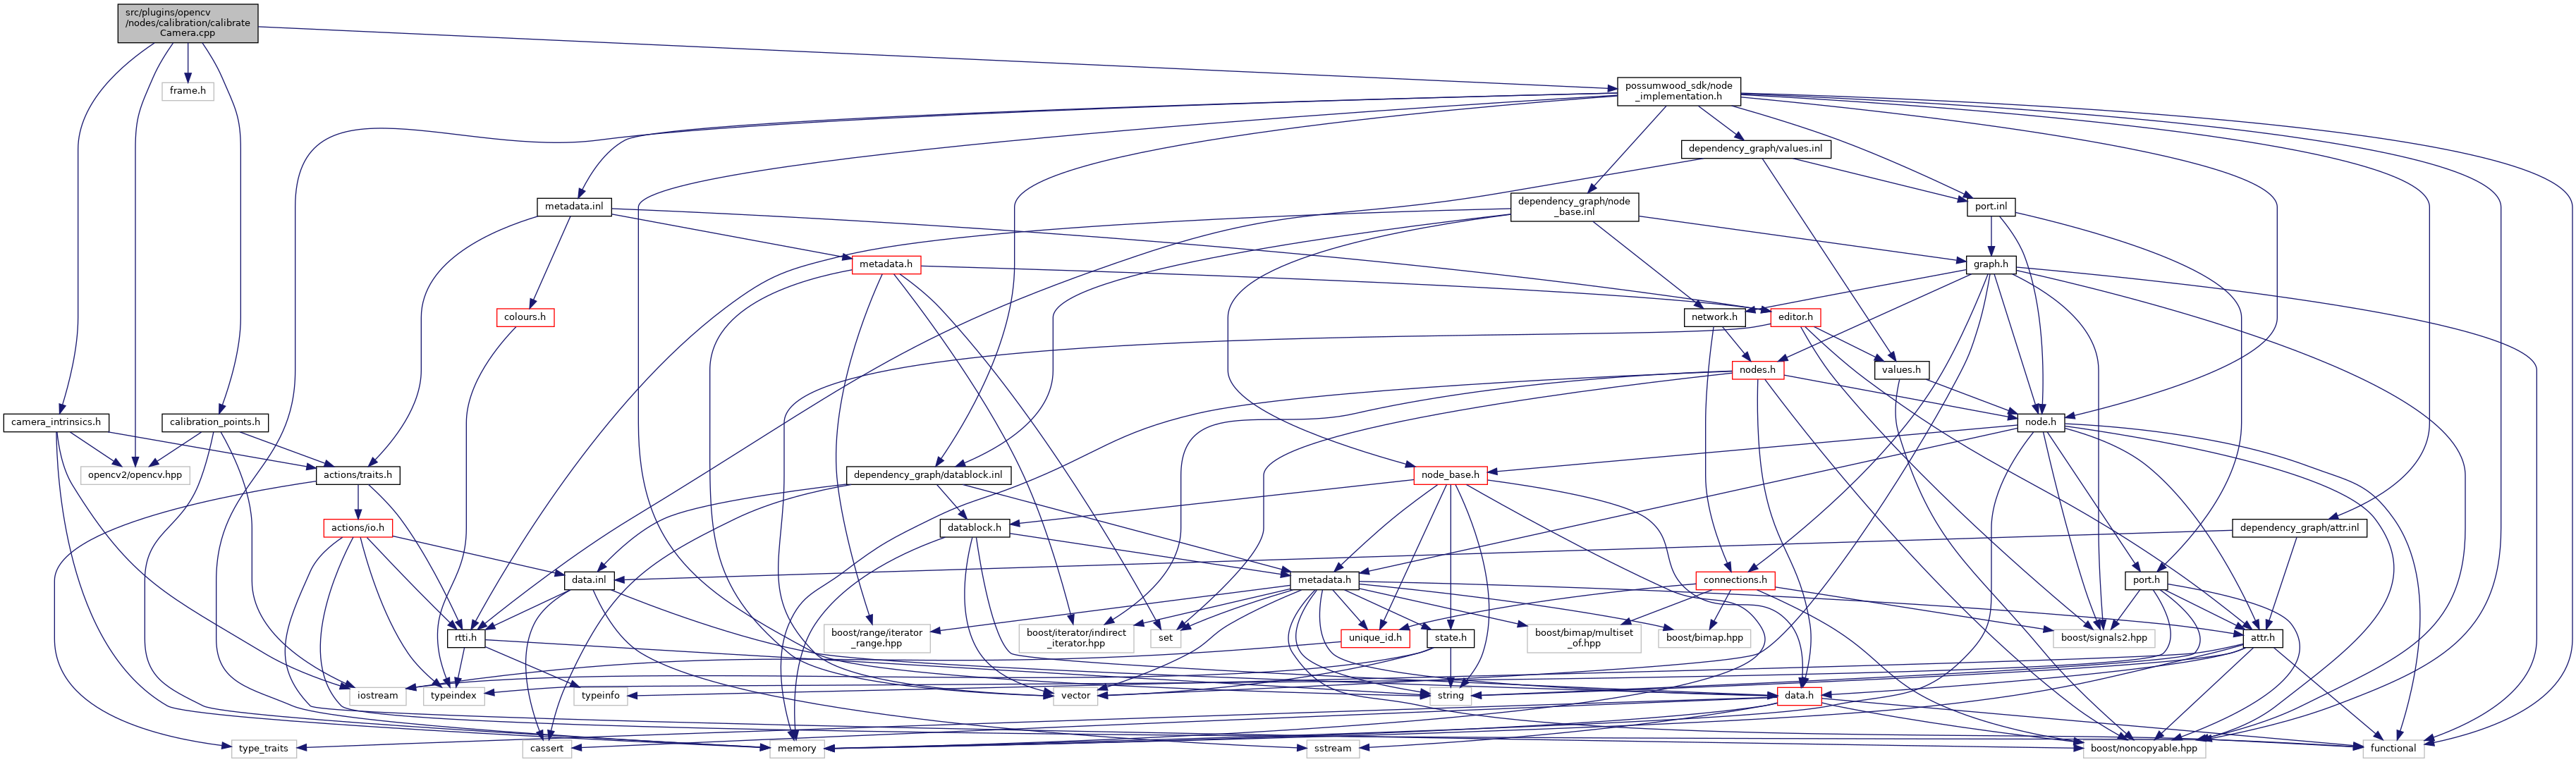 src/plugins/opencv
/nodes/calibration/calibrate
Camera.cpp
frame.h
possumwood_sdk/node
_implementation.h
dependency_graph/values.inl
metadata.inl
dependency_graph/node
_base.inl
port.inl
metadata.h
graph.h
colours.h
network.h
editor.h
nodes.h
values.h
camera_intrinsics.h
calibration_points.h
node.h
opencv2/opencv.hpp
actions/traits.h
dependency_graph/datablock.inl
node_base.h
actions/io.h
datablock.h
dependency_graph/attr.inl
data.inl
metadata.h
connections.h
port.h
rtti.h
boost/range/iterator
_range.hpp
boost/iterator/indirect
_iterator.hpp
set
unique_id.h
state.h
boost/bimap/multiset
_of.hpp
boost/bimap.hpp
boost/signals2.hpp
attr.h
iostream
typeindex
typeinfo
vector
string
data.h
type_traits
cassert
memory
sstream
boost/noncopyable.hpp
functional